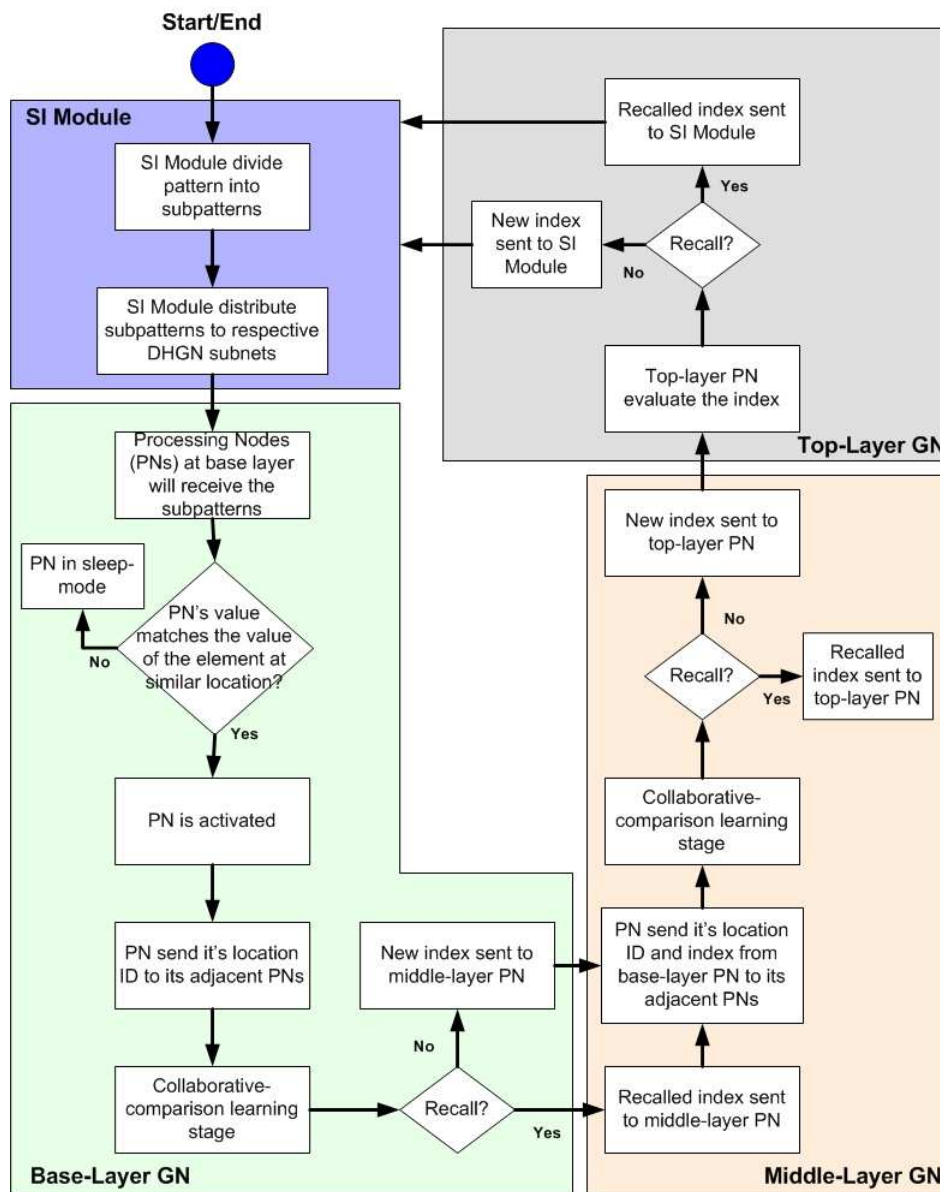 Start/End
SI Module
SI Module divide
pattern into
subpatterns
SI Module distribute
subpatterns to respective
DHGN subnets
Processing Nodes
(PNs) at base layer
will receive the
subpatterns
PN in sleep-
mode
No
PN's value
matches the value
of the element at
similar location?
Yes
PN is activated
PN send it's location
ID to its adjacent PNs
Collaborative-
comparison learning
stage
Recall?
No
New index sent to
middle-layer PN
Yes
Base-Layer GN
Recalled index sent
to middle-layer PN
PN send it's location
ID and index from
base-layer PN to its
adjacent PNs
Collaborative-
comparison learning
stage
Recall?
Yes
Recalled
index sent to
top-layer PN
No
New index sent to
top-layer PN
Middle-Layer GN
Top-layer PN
evaluate the index
Recall?
No
New index
sent to SI
Module
Yes
Recalled index sent
to SI Module
Top-Layer GN